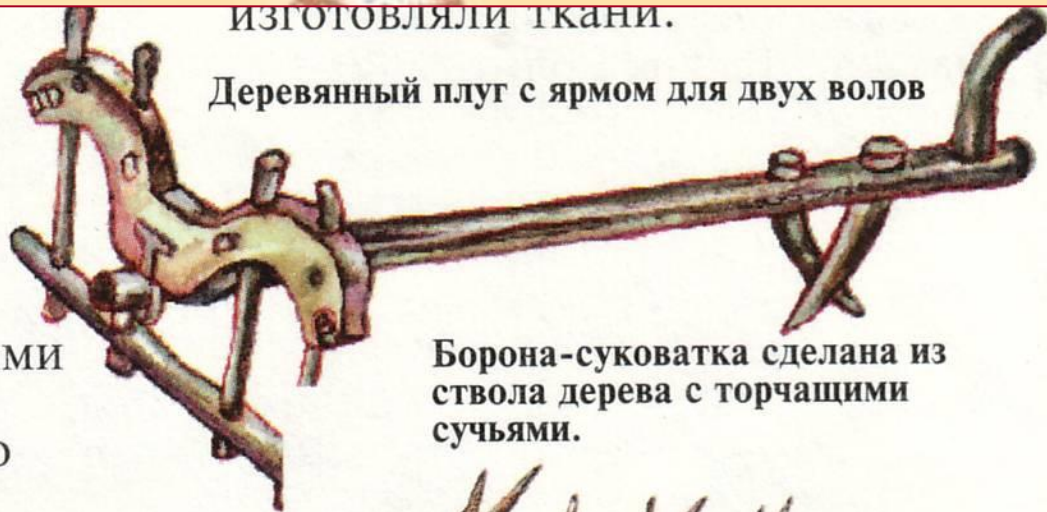 изготовляли ткани.
Деревянный плуг с ярмом для двух волов
ми
Борона-суковатка сделана из
ствола дерева с торчащими
сучьями.
о